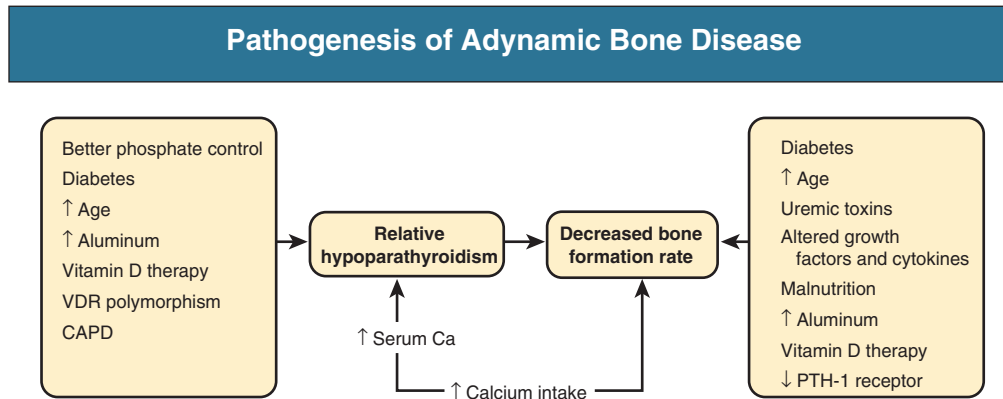 Pathogenesis of Adynamic Bone Disease
Better phosphate control
Diabetes
↑ Age
↑ Aluminum
Vitamin D therapy
VDR polymorphism
CAPD
Relative
hypoparathyroidism
Decreased bone
formation rate
↑ Serum Ca
↑ Calcium intake
Diabetes
↑ Age
Uremic toxins
Altered growth
factors and cytokines
Malnutrition
↑ Aluminum
Vitamin D therapy
↓ PTH-1 receptor